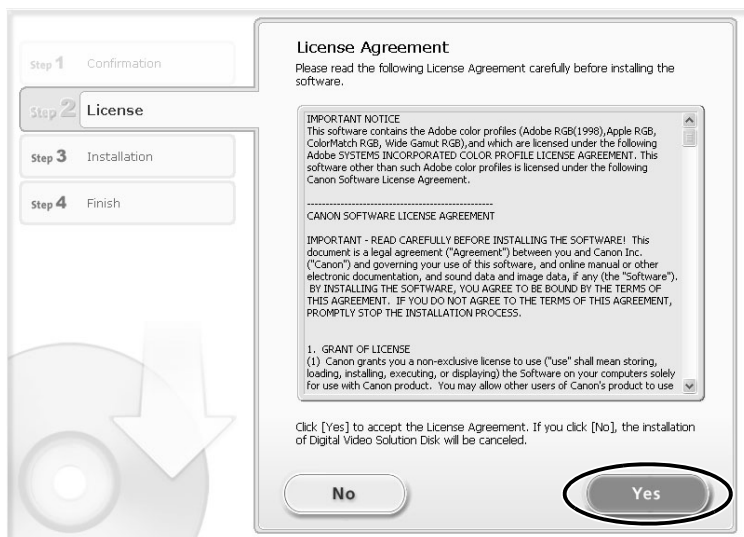 Step 1 Confirmation
Step 2 License
Step 3 Installation
Step 4 Finish
License Agreement
Please read the following License Agreement carefully before installing the
software.
IMPORTANT NOTICE
This software contains the Adobe color profiles (Adobe RGB(1998),Apple RGB,
ColorMatch RGB, Wide Gamut RGB),and which are licensed under the following
Adobe SYSTEMS INCORPORATED COLOR PROFILE LICENSE AGREEMENT. This
software other than such Adobe color profiles is licensed under the following
Canon Software License Agreement.
--------------------------------------------------
CANON SOFTWARE LICENSE AGREEMENT
IMPORTANT - READ CAREFULLY BEFORE INSTALLING THE SOFTWARE! This
document is a legal agreement ("Agreement") between you and Canon Inc.
("Canon") and governing your use of this software, and online manual or other
electronic documentation, and sound data and image data, if any (the "Software").
BY INSTALLING THE SOFTWARE, YOU AGREE TO BE BOUND BY THE TERMS OF
THIS AGREEMENT. IF YOU DO NOT AGREE TO THE TERMS OF THIS AGREEMENT,
PROMPTLY STOP THE INSTALLATION PROCESS.
1. GRANT OF LICENSE
(1) Canon grants you a non-exclusive license to use ("use" shall mean storing,
loading, installing, executing, or displaying) the Software on your computers solely
for use with Canon product. You may allow other users of Canon's product to use
Click [Yes] to accept the License Agreement. If you click [No], the installation
of Digital Video Solution Disk will be canceled.
No
Yes